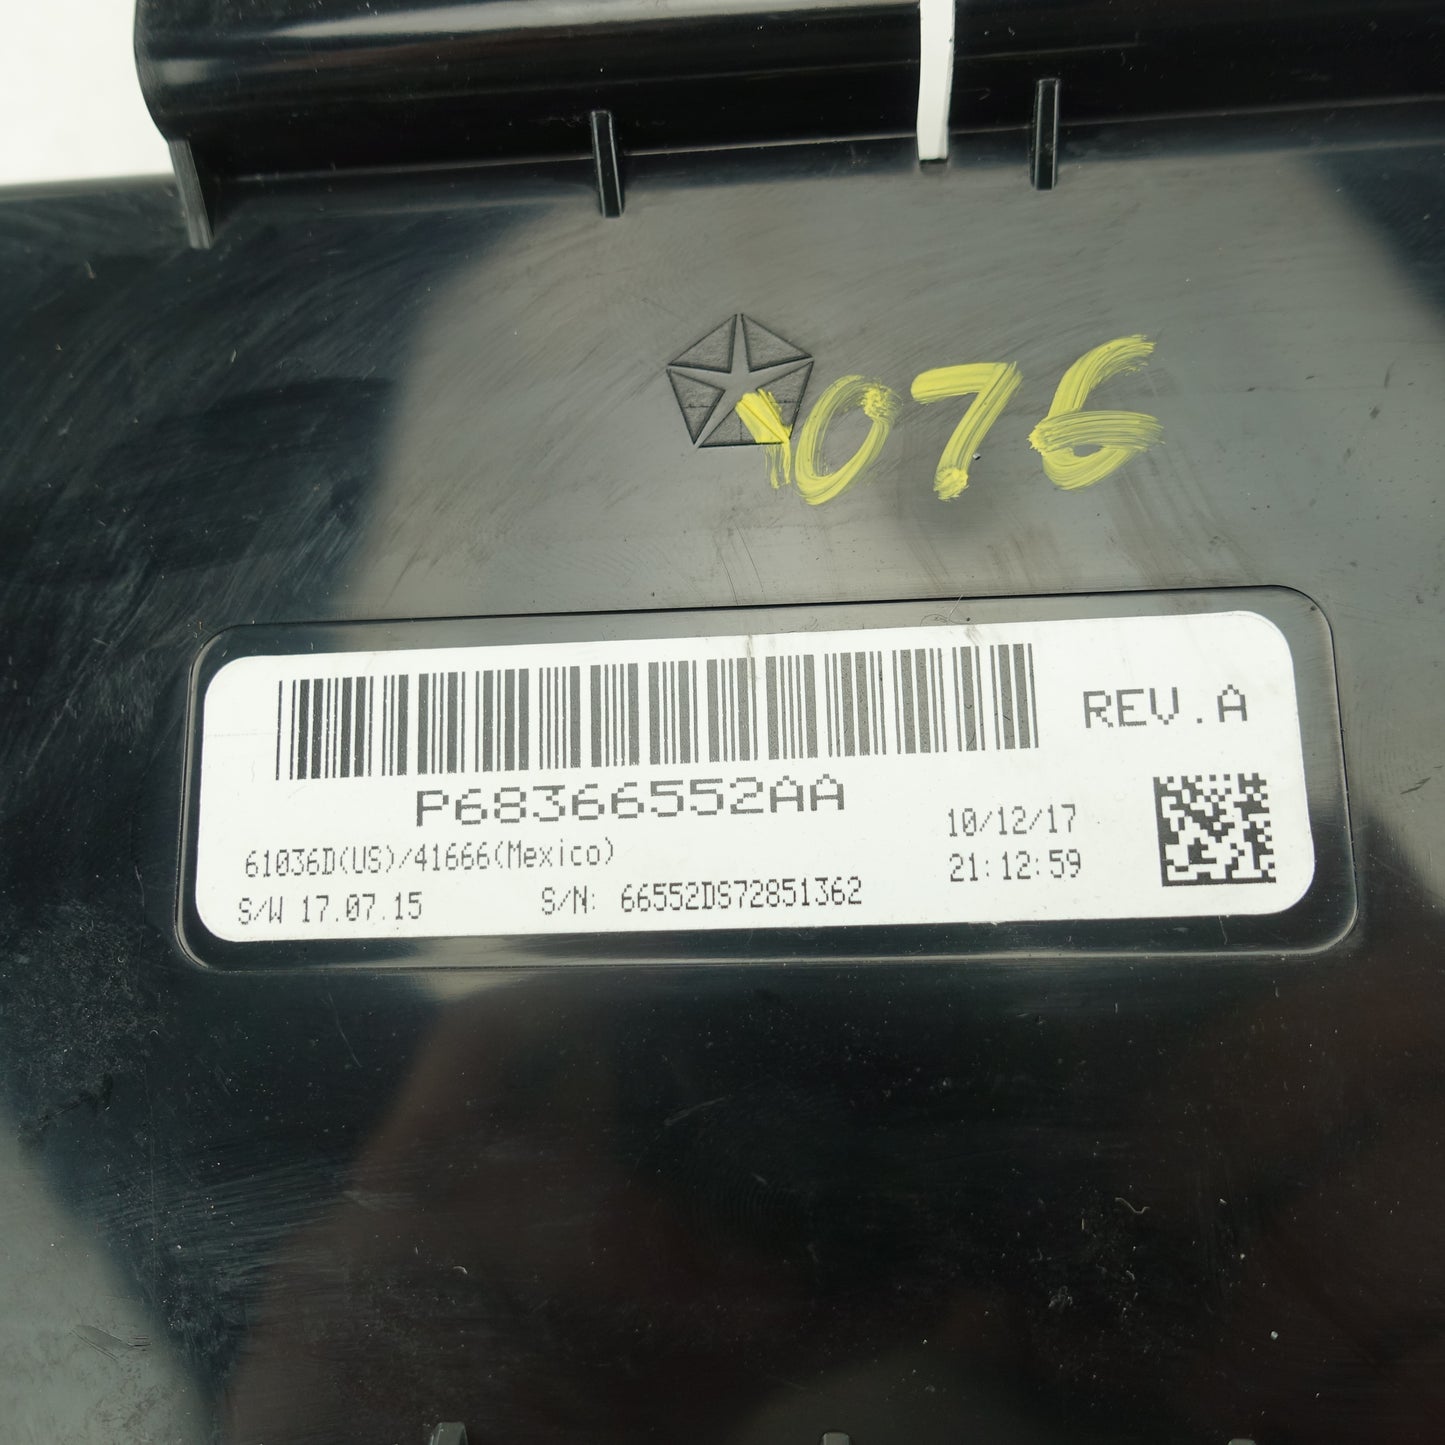 1076
REV.A
P68366552AA
10/12/17
61036D(US)/41666(Mexico)
21:12:59
S/W 17.07.15 S/N: 66552DS72851362